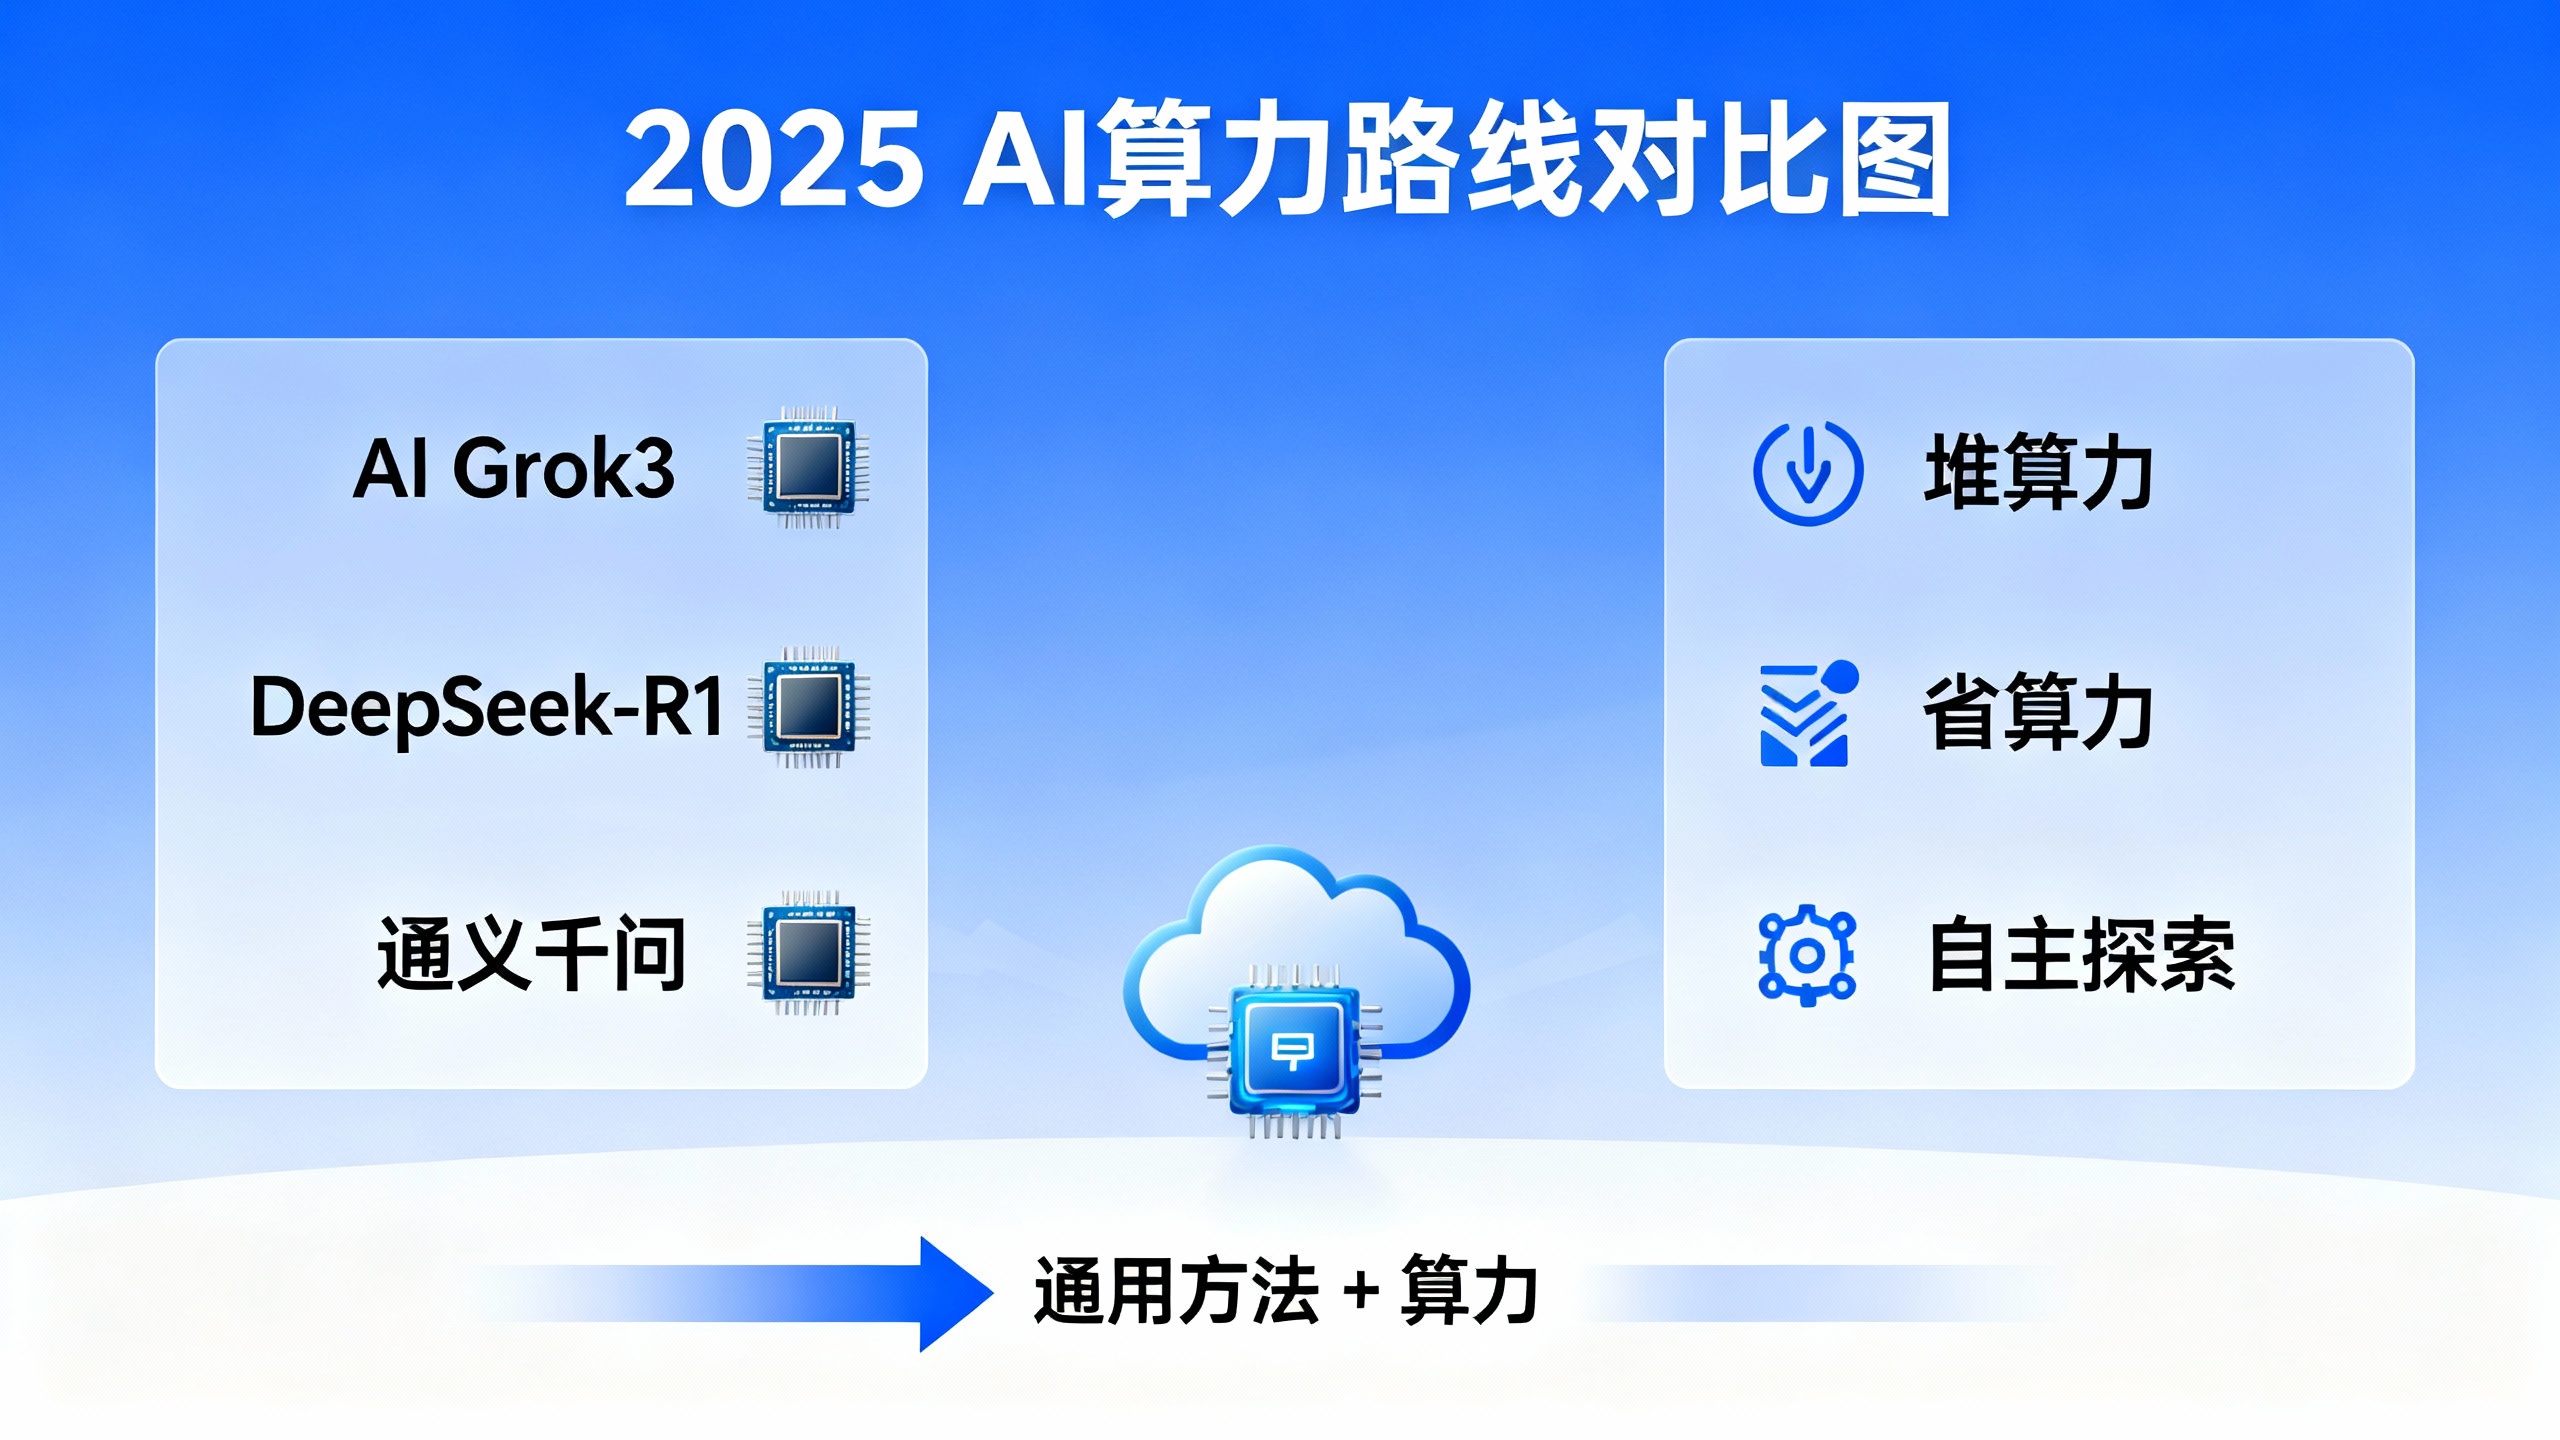 2025 AI算力路线对比图
AI Grok3
DeepSeek-R1
通义千问
堆算力
省算力
自主探索
通用方法 + 算力